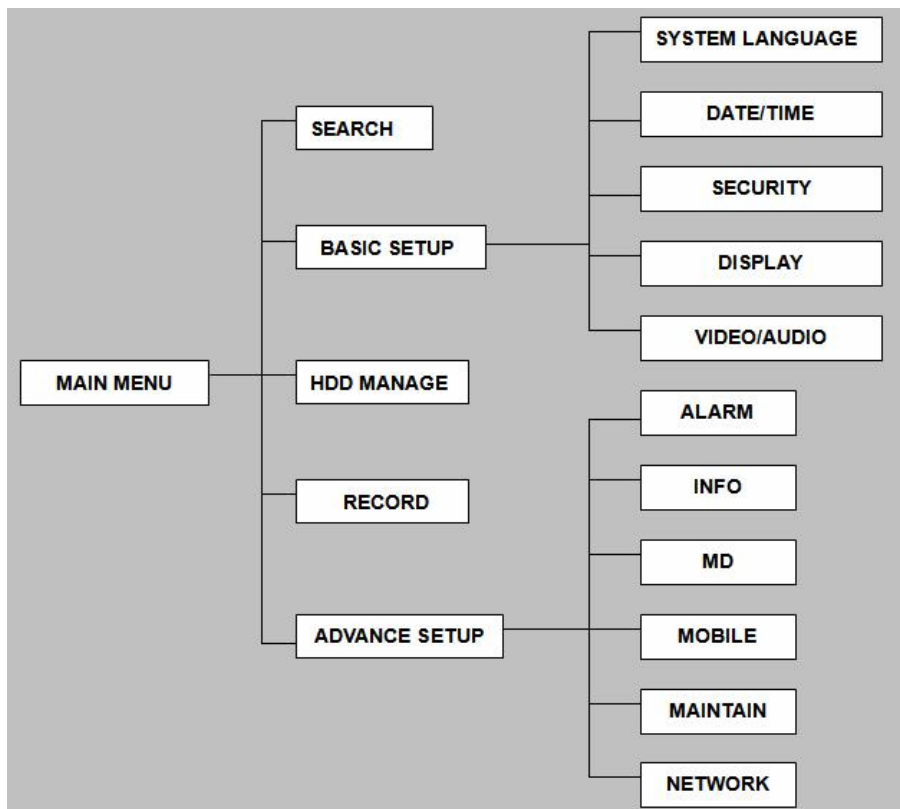 SYSTEM LANGUAGE
DATE/TIME
SECURITY
DISPLAY
VIDEO/AUDIO
SEARCH
BASIC SETUP
MAIN MENU
HDD MANAGE
RECORD
ADVANCE SETUP
ALARM
INFO
MD
MOBILE
MAINTAIN
NETWORK